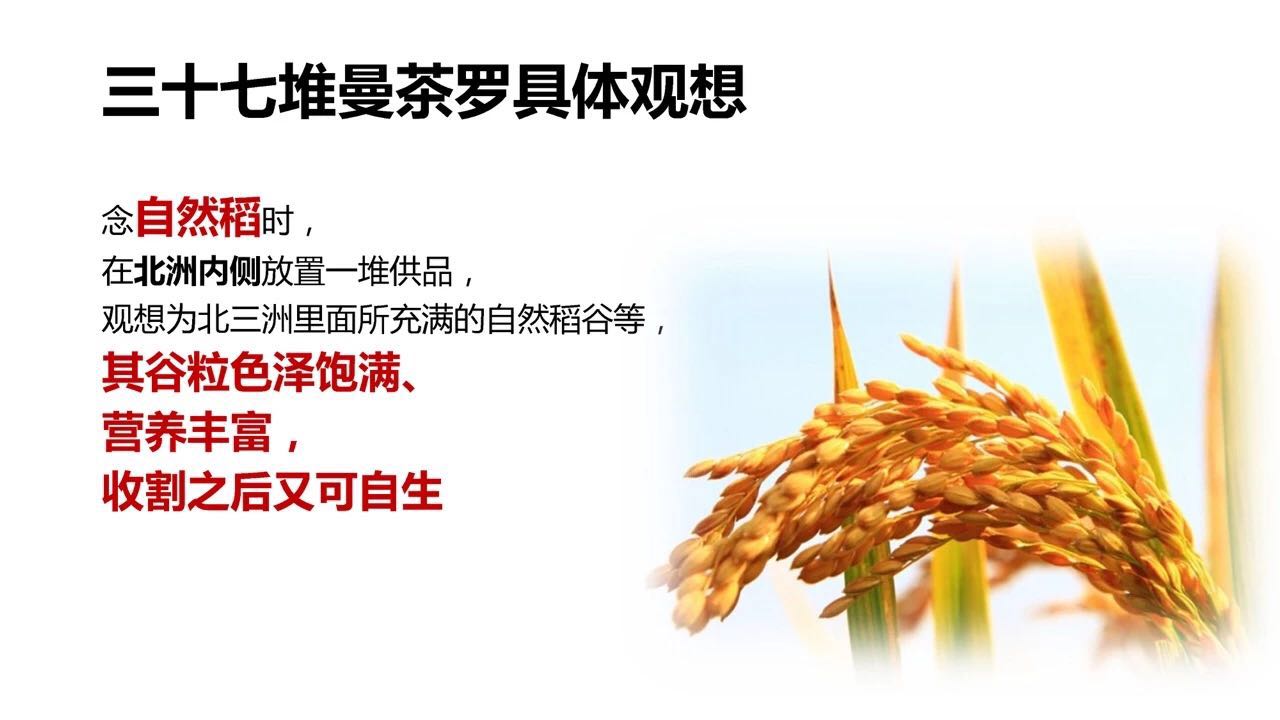 三十七堆曼茶罗具体观想
念自然稻时，
在北洲内侧放置一堆供品，
观想为北三洲里面所充满的自然稻谷等，
其谷粒色泽饱满、
营养丰富，
收割之后又可自生